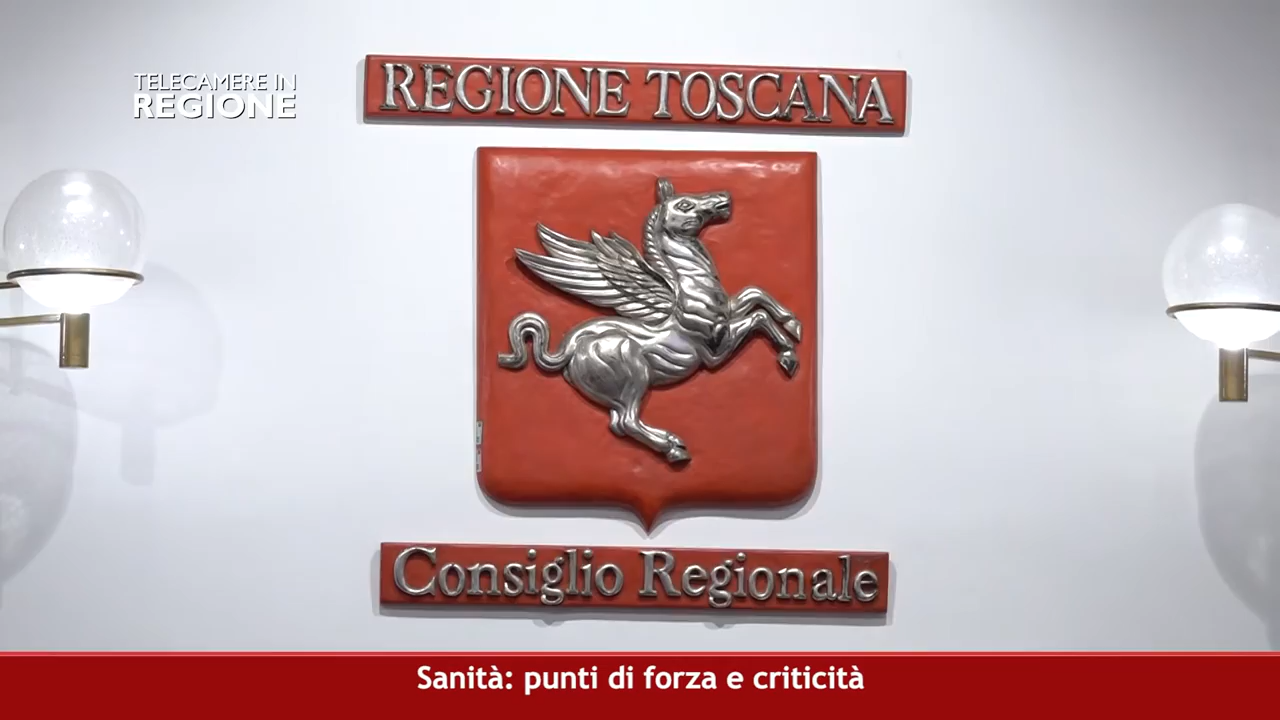 TELECAMERE IN
REGIONE
REGIONE TOSCANA
Consiglio Regionale
Sanità: punti di forza e criticità